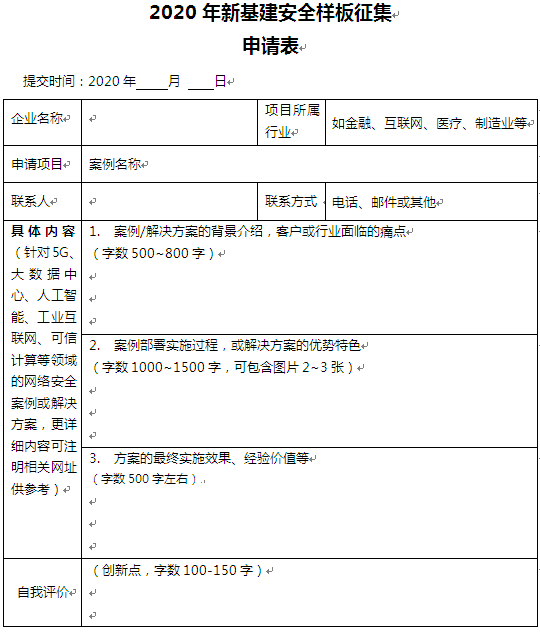 2020 年新基建安全样板征集
申请表
提交时间：2020 年_____月 ____日
企业名称
项目所属
行业
如金融、互联网、医疗、制造业等
申请项目
案例名称
联系人
联系方式
电话、邮件或其他
具体内容
（针对 5G、
大数据中
心、人工智
能、工业互
联网、可信
计算等领域
的网络安全
案例或解决
方案，更详
细内容可注
明相关网址
供参考）
1. 案例/解决方案的背景介绍，客户或行业面临的痛点
（字数 500~800 字）
2. 案例部署实施过程，或解决方案的优势特色
（字数 1000~1500 字，可包含图片 2~3 张）
3. 方案的最终实施效果、经验价值等
（字数 500 字左右）.
自我评价
（创新点，字数 100-150 字）